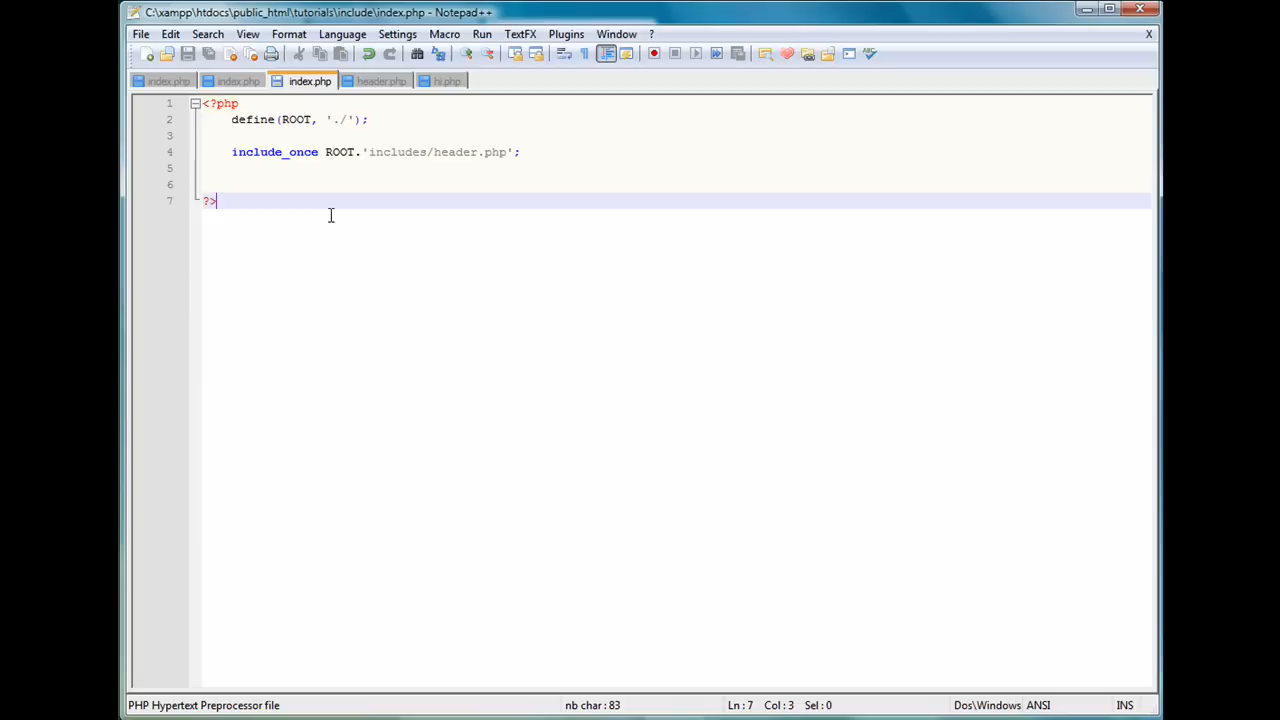 C:\xampp\htdocs\public_html\tutorials\include\index.php - Notepad++
File Edit Search View Format Language Settings Macro Run TextFX Plugins Window ? X
index.php index.php index.php header.php hi.php
1 <?php
2 define(ROOT, './');
3
4 include_once ROOT.'includes/header.php';
5
6
7 ?>
PHP Hypertext Preprocessor file nb char : 83 Ln : 7 Col : 3 Sel : 0 Dos\Windows ANSI INS